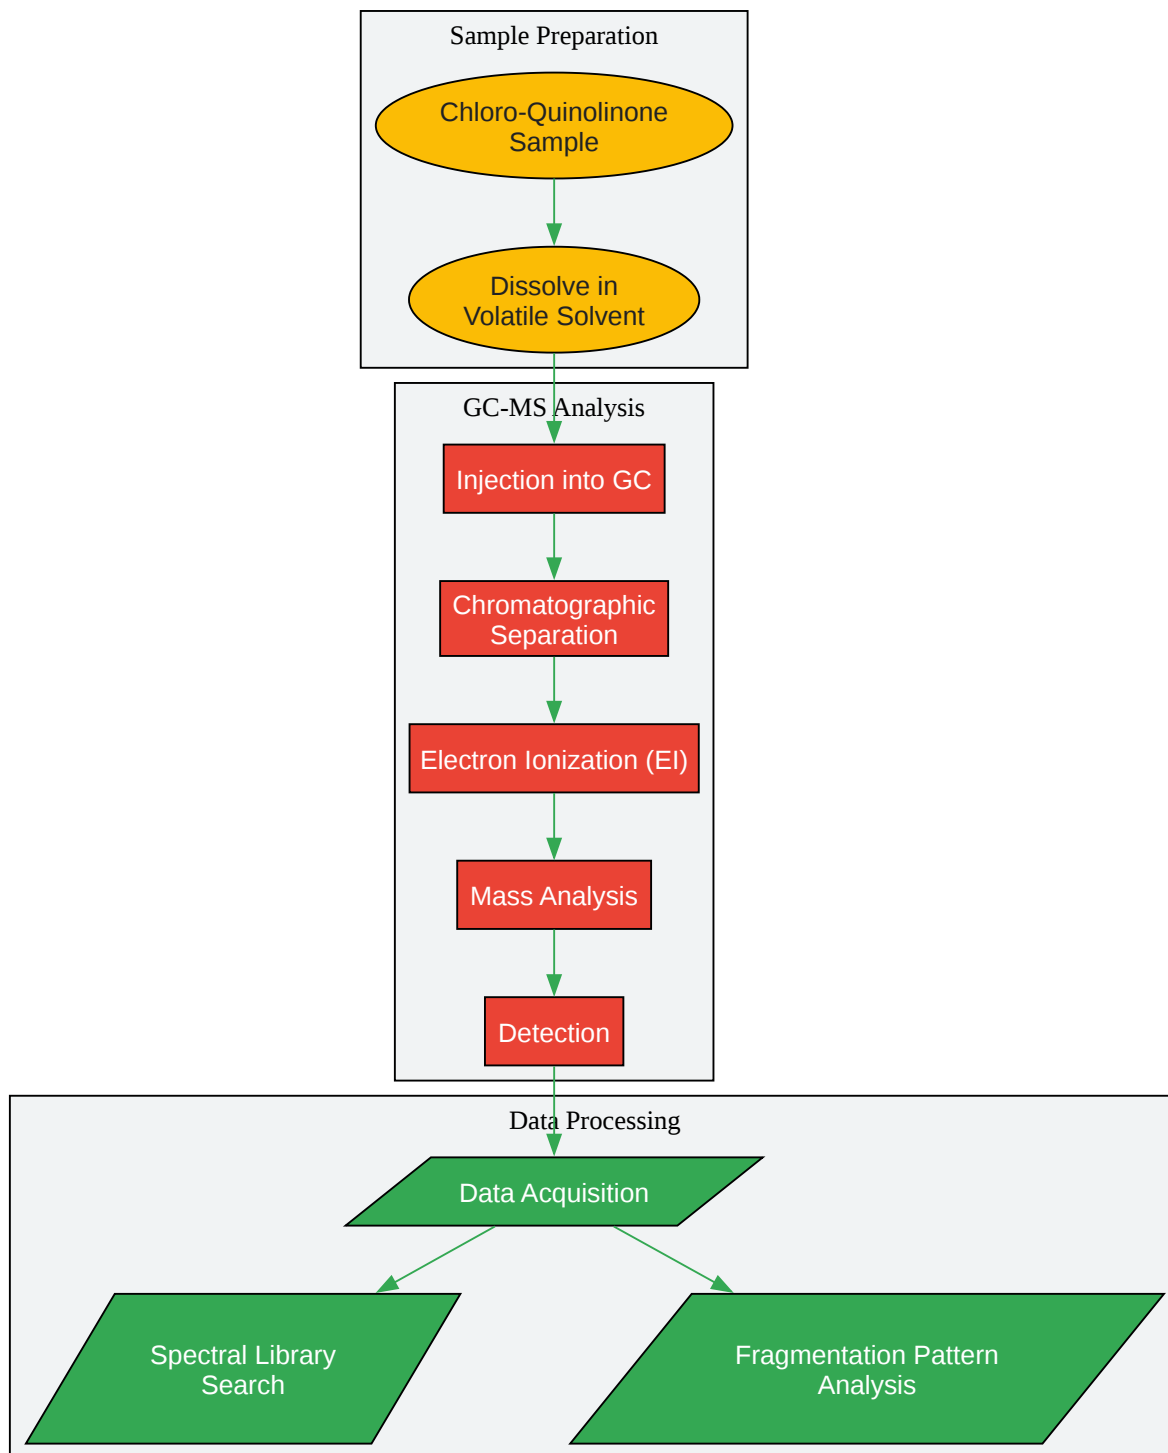 Sample Preparation
Chloro-Quinolinone
Sample
Dissolve in
Volatile Solvent
GC-MS Analysis
Injection into GC
Chromatographic
Separation
Electron Ionization (EI)
Mass Analysis
Detection
Data Processing
Data Acquisition
Spectral Library
Search
Fragmentation Pattern
Analysis